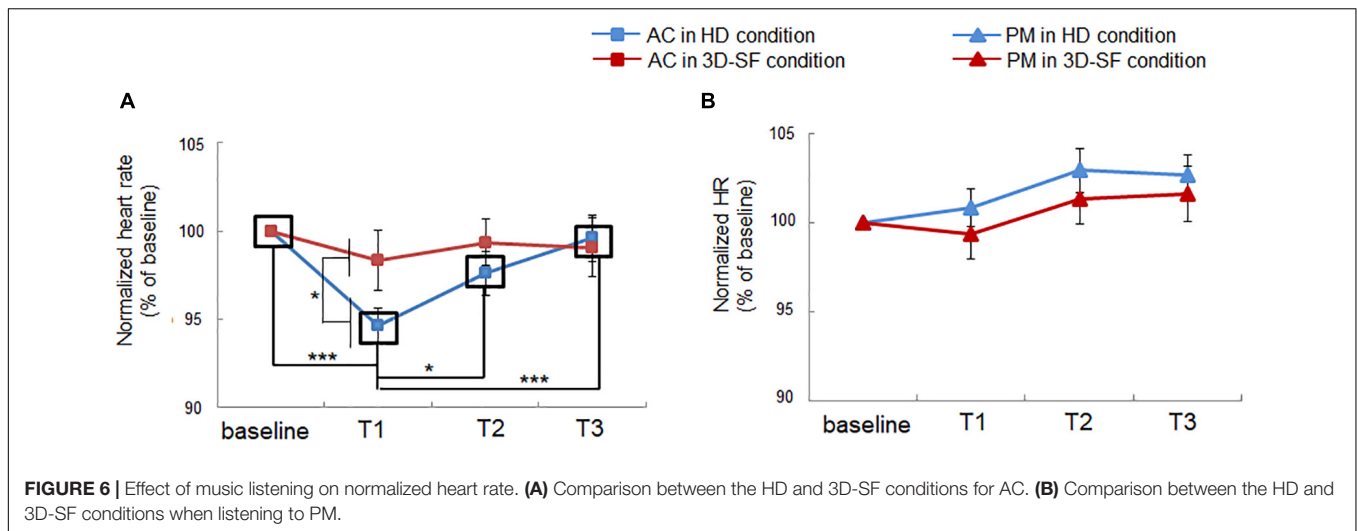 AC in HD condition
PM in HD condition
AC in 3D-SF condition
PM in 3D-SF condition
A
B
Normalized heart rate
(% of baseline)
105
100
95
90
*
***
*
***
baseline
T1
T2
T3
Normalized HR
(% of baseline)
105
100
95
90
baseline
T1
T2
T3
FIGURE 6 | Effect of music listening on normalized heart rate. (A) Comparison between the HD and 3D-SF conditions for AC. (B) Comparison between the HD and
3D-SF conditions when listening to PM.